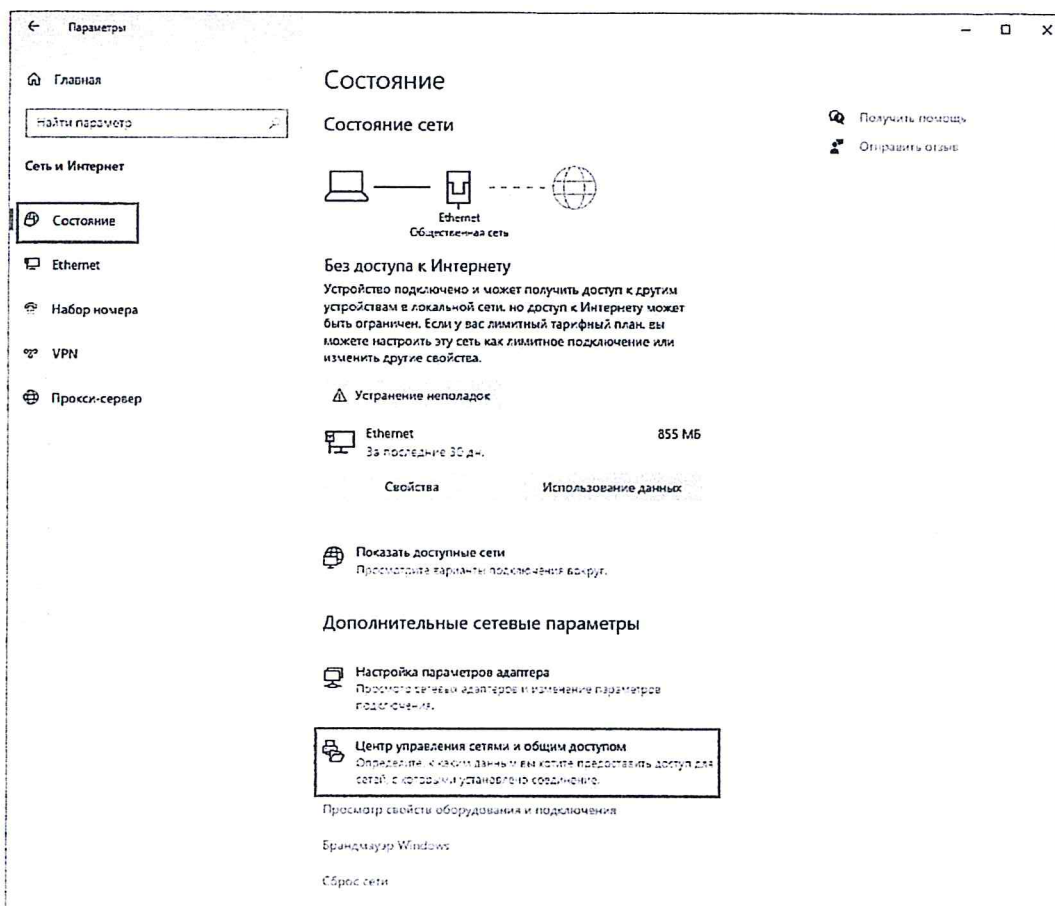 Параметры
Главная
Найти параметр
Сеть и Интернет
Состояние
Ethernet
Набор номера
VPN
Прокси-сервер
Состояние
Состояние сети
Ethernet
Общественная сеть
Без доступа к Интернету
Устройство подключено и может получить доступ к другим
устройствам в локальной сети, но доступ к Интернету может
быть ограничен. Если у вас лимитный тарифный план, вы
можете настроить эту сеть как лимитное подключение или
изменить другие свойства.
Устранение неполадок
Ethernet
855 МБ
За последние 30 дн.
Свойства
Использование данных
Показать доступные сети
Просмотрите варианты подключения вокруг.
Дополнительные сетевые параметры
Настройка параметров адаптера
Просмотр сетевых адаптеров и изменение параметров
подключения.
Центр управления сетями и общим доступом
Определите, к каким данным вы хотите предоставить доступ для
сетей, с которыми установлено соединение.
Просмотр свойств оборудования и подключения
Брандмауэр Windows
Сброс сети
Получить помощь
Отправить отзыв